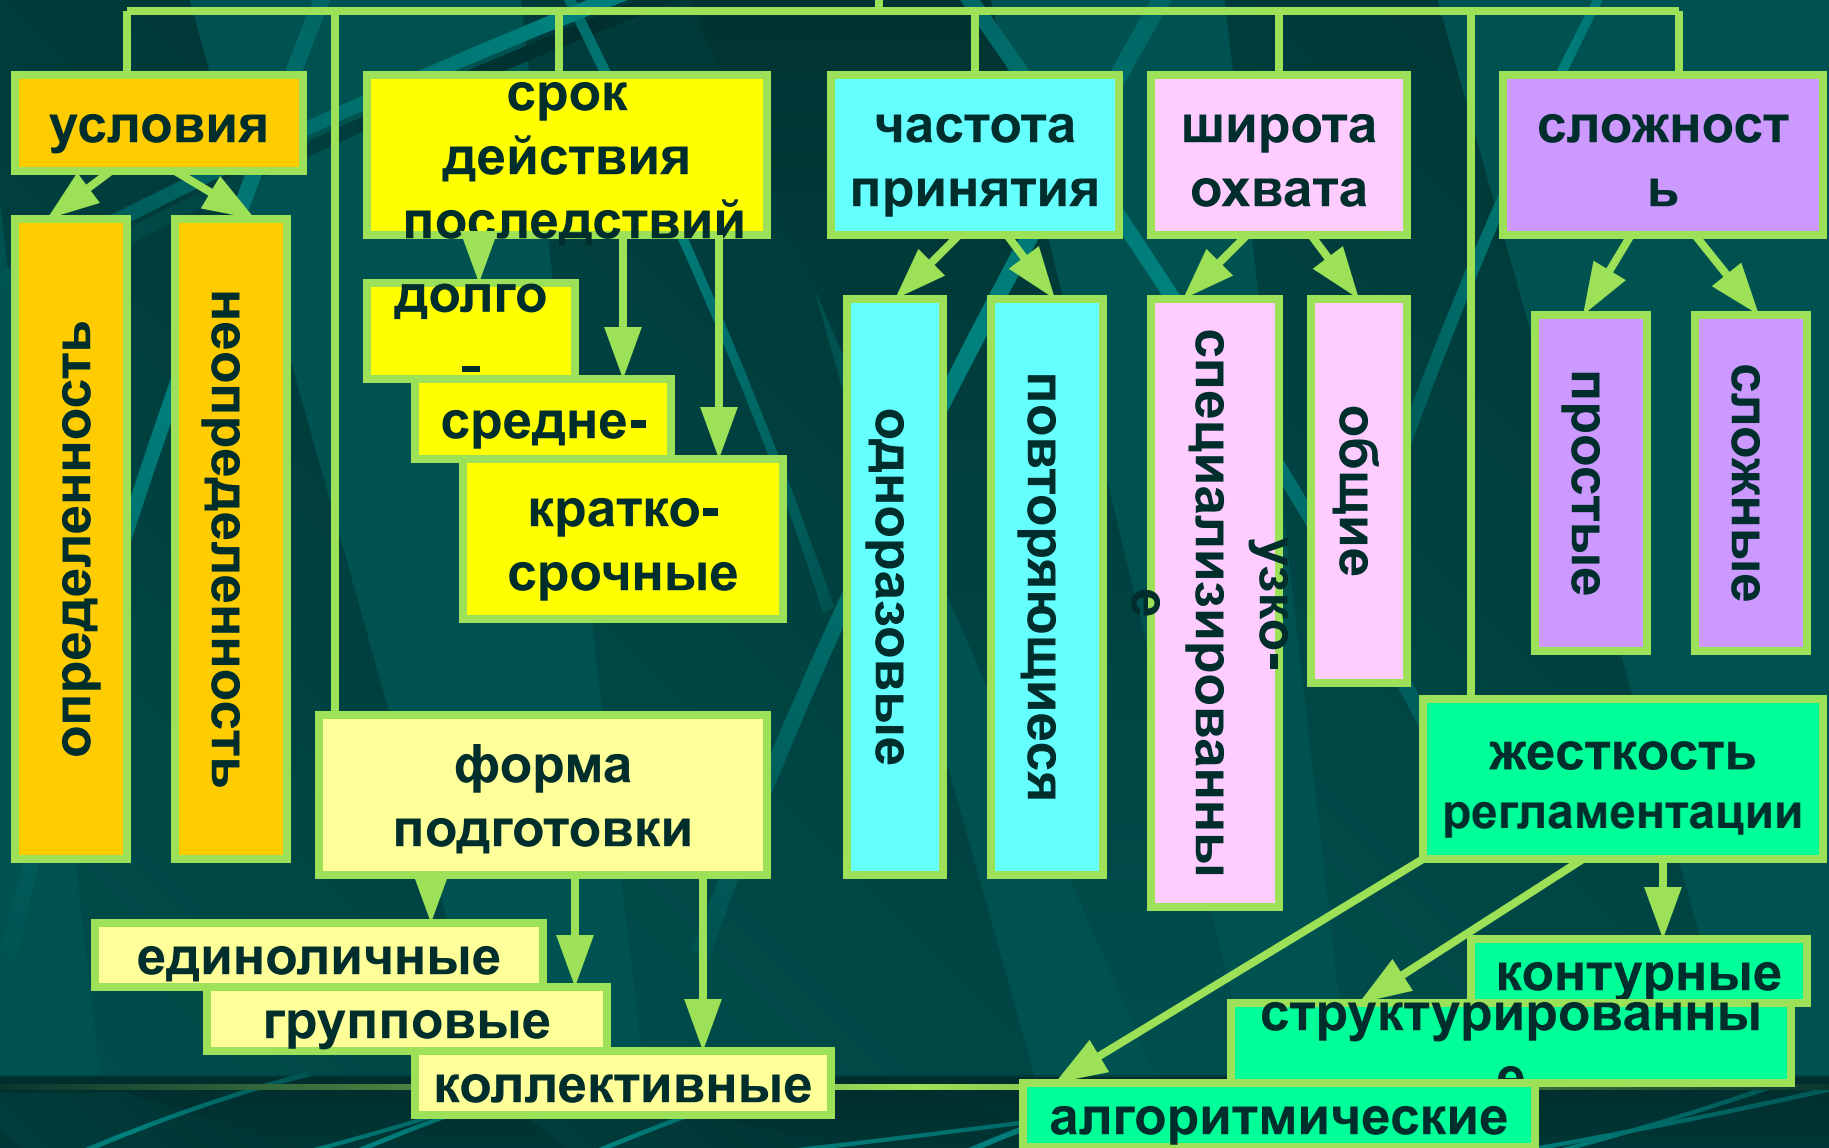 условия
определенность
неопределенность
срок
действия
последствий
долго
-
средне-
кратко-
срочные
частота
принятия
одноразовые
повторяющиеся
широта
охвата
узко-
специализированны
е
общие
сложност
ь
простые
сложные
форма
подготовки
единоличные
групповые
коллективные
жесткость
регламентации
контурные
структурированны
е
алгоритмические